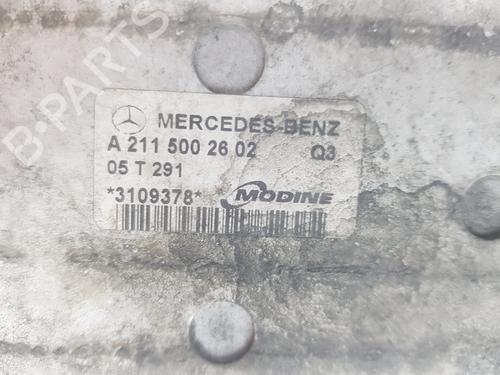 MERCEDES-BENZ
A 211 500 26 02 Q3
05 T 291
*3109378* MODINE
B-PARTS